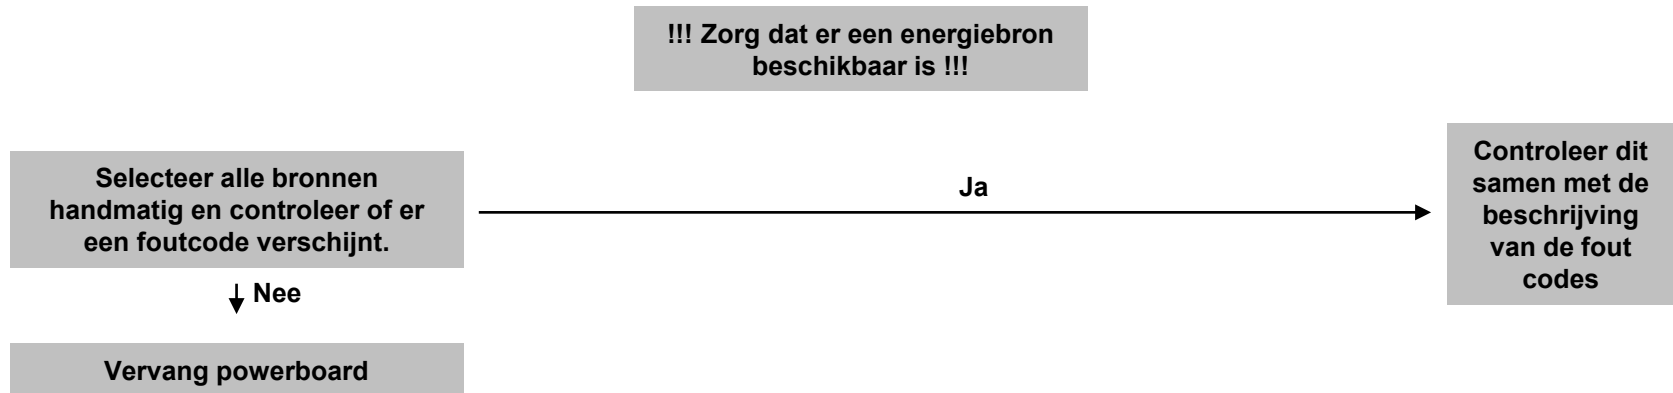 !!! Zorg dat er een energiebron
beschikbaar is !!!
Selecteer alle bronnen
handmatig en controleer of er
een foutcode verschijnt.
Ja
Controleer dit
samen met de
beschrijving
van de fout
codes
Nee
Vervang powerboard